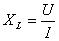 X_L = U/I